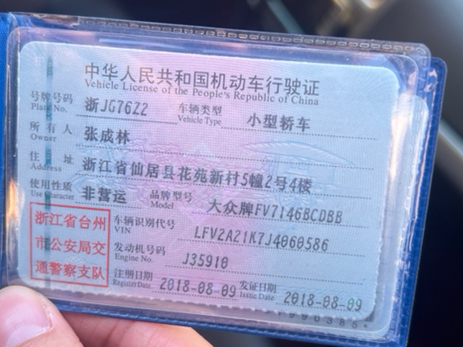 中华人民共和国机动车行驶证
Vehicle License of the People's Republic of China
号牌号码 浙JG76Z2 车辆类型 小型轿车
Plate No. Vehicle Type
所有人 张成林
Owner
住址 浙江省仙居县花苑新村5幢2号4楼
Address
使用性质 非营运 品牌型号 大众牌FV7146BCDBB
Use Character Model
浙江省台州
市公安局交
通警察支队
车辆识别代号 LFV2A21K7J4060586
VIN
发动机号码 J35910
Engine No.
注册日期 2018-08-09 发证日期 2018-08-09
Register Date Issue Date